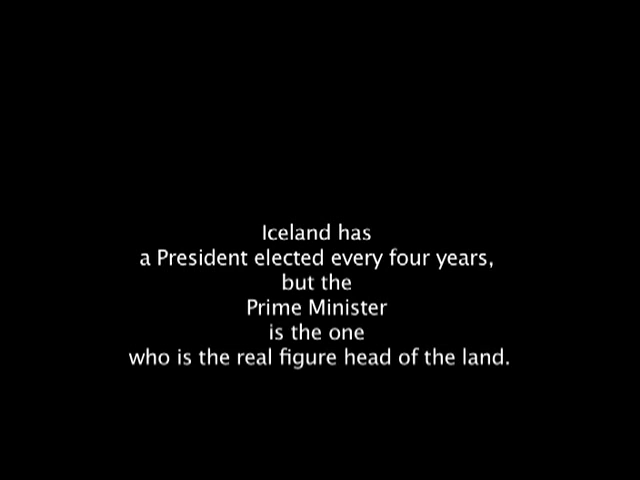 Iceland has
a President elected every four years,
but the
Prime Minister
is the one
who is the real figure head of the land.